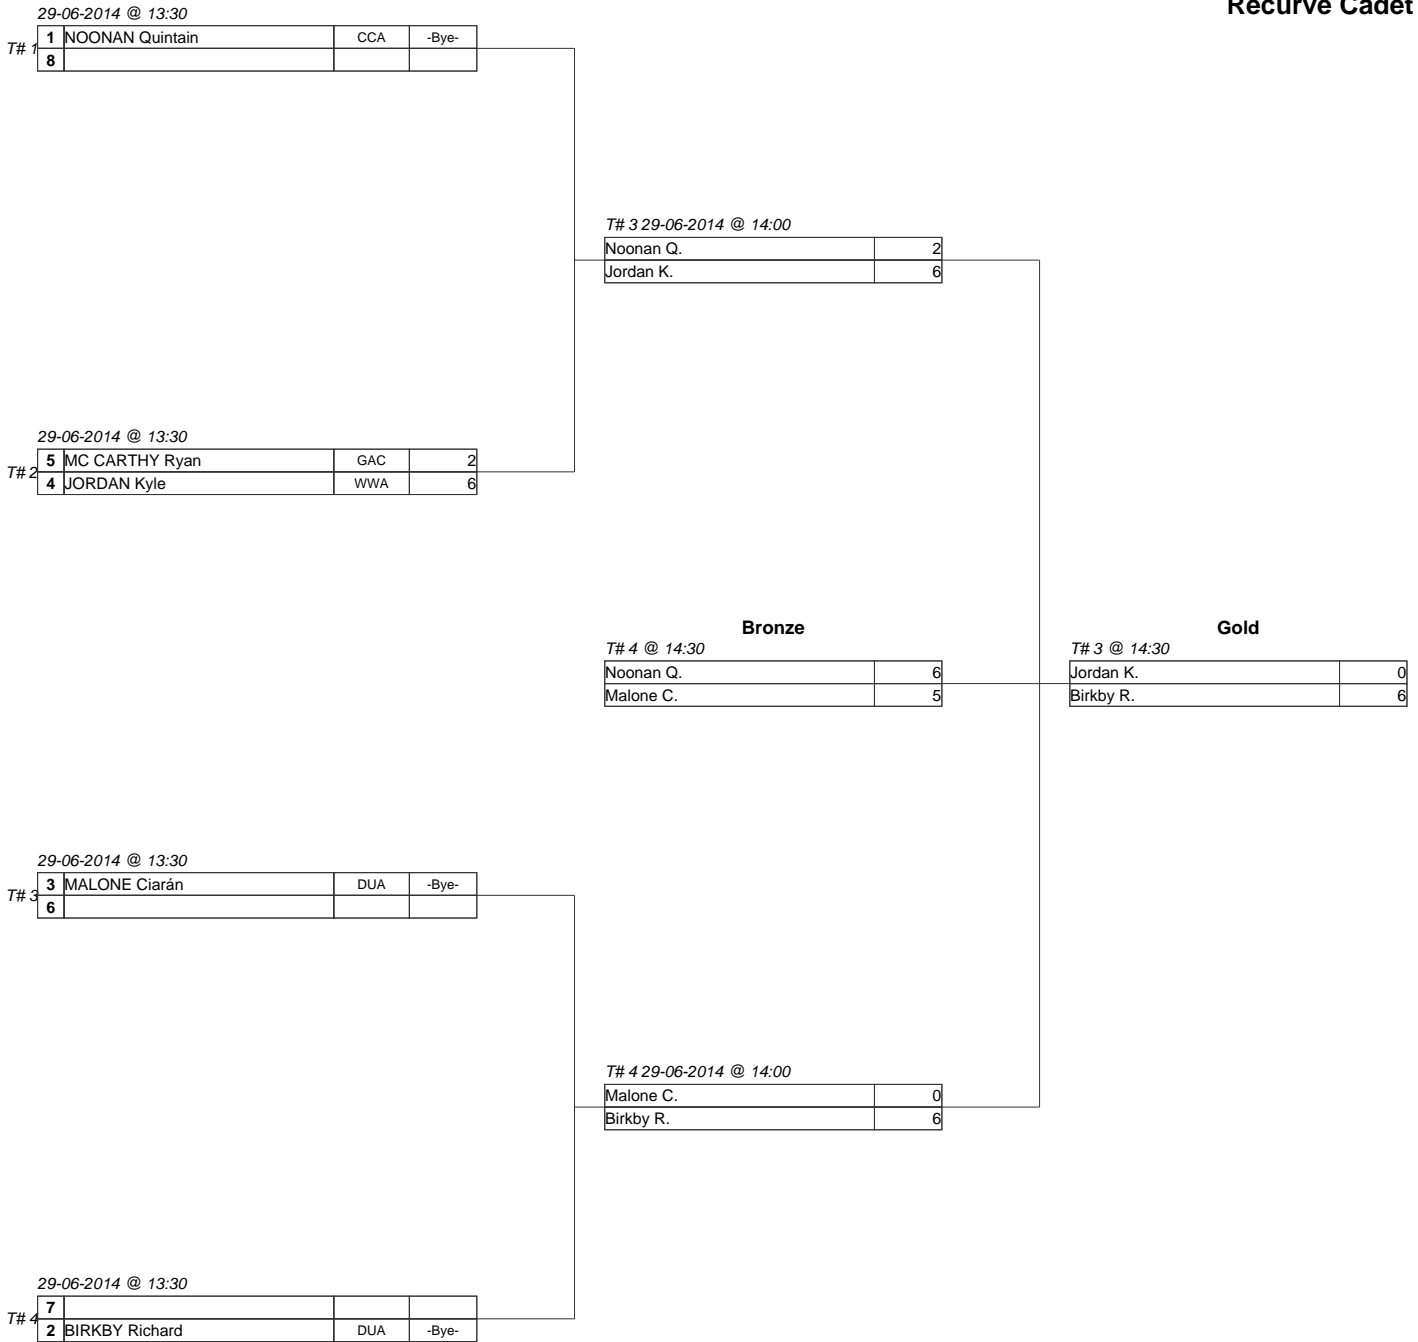 Recurve Cadet
29-06-2014 @ 13:30
T# 1
1 NOONAN Quintain CCA -Bye-
8
T# 3 29-06-2014 @ 14:00
Noonan Q. 2
Jordan K. 6
29-06-2014 @ 13:30
T# 2
5 MC CARTHY Ryan GAC 2
4 JORDAN Kyle WWA 6
Bronze
T# 4 @ 14:30
Noonan Q. 6
Malone C. 5
Gold
T# 3 @ 14:30
Jordan K. 0
Birkby R. 6
29-06-2014 @ 13:30
T# 3
3 MALONE Ciarán DUA -Bye-
6
T# 4 29-06-2014 @ 14:00
Malone C. 0
Birkby R. 6
29-06-2014 @ 13:30
T# 4
7
2 BIRKBY Richard DUA -Bye-